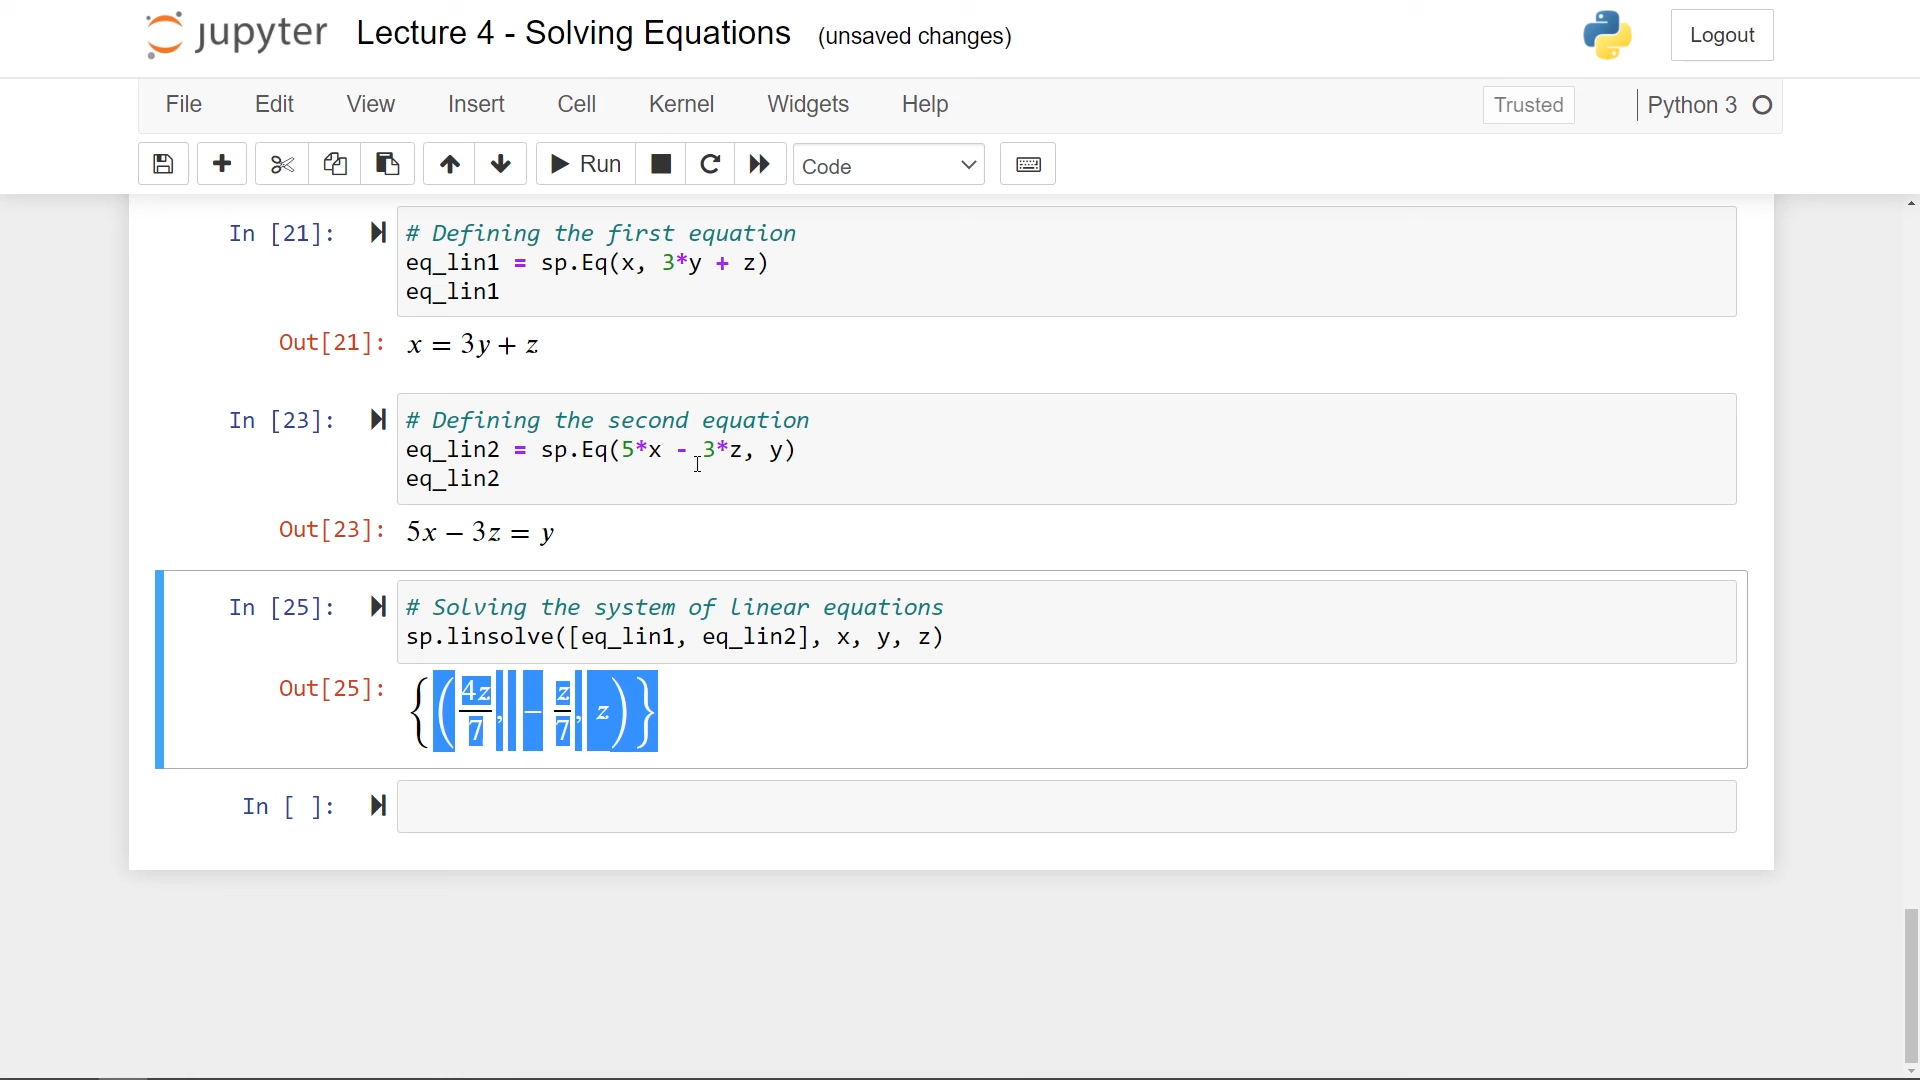 jupyter Lecture 4 - Solving Equations (unsaved changes) Logout
File Edit View Insert Cell Kernel Widgets Help Trusted Python 3
Run Code
In [21]: # Defining the first equation
eq_lin1 = sp.Eq(x, 3*y + z)
eq_lin1
Out[21]: x = 3y + z
In [23]: # Defining the second equation
eq_lin2 = sp.Eq(5*x - 3*z, y)
eq_lin2
Out[23]: 5x − 3z = y
In [25]: # Solving the system of linear equations
sp.linsolve([eq_lin1, eq_lin2], x, y, z)
Out[25]: {(4z/7, − z/7, z)}
In [ ]: